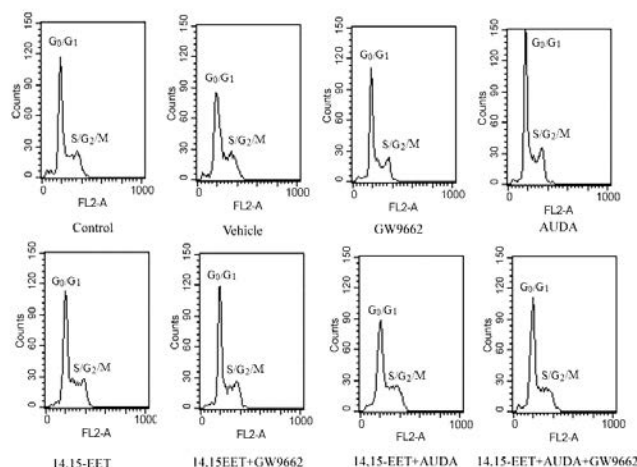 G0/G1
S/G2/M
Counts
0 30 60 90 120 150
0
1000
FL2-A
Control
G0/G1
S/G2/M
Counts
0 30 60 90 120 150
0
1000
FL2-A
Vehicle
G0/G1
S/G2/M
Counts
0 30 60 90 120 150
0
1000
FL2-A
GW9662
G0/G1
S/G2/M
Counts
0 30 60 90 120 150
0
1000
FL2-A
AUDA
G0/G1
S/G2/M
Counts
0 30 60 90 120 150
0
1000
FL2-A
14,15-EET
G0/G1
S/G2/M
Counts
0 30 60 90 120 150
0
1000
FL2-A
14,15EET+GW9662
G0/G1
S/G2/M
Counts
0 30 60 90 120 150
0
1000
FL2-A
14,15-EET+AUDA
G0/G1
S/G2/M
Counts
0 30 60 90 120 150
0
1000
FL2-A
14,15-EET+AUDA+GW9662